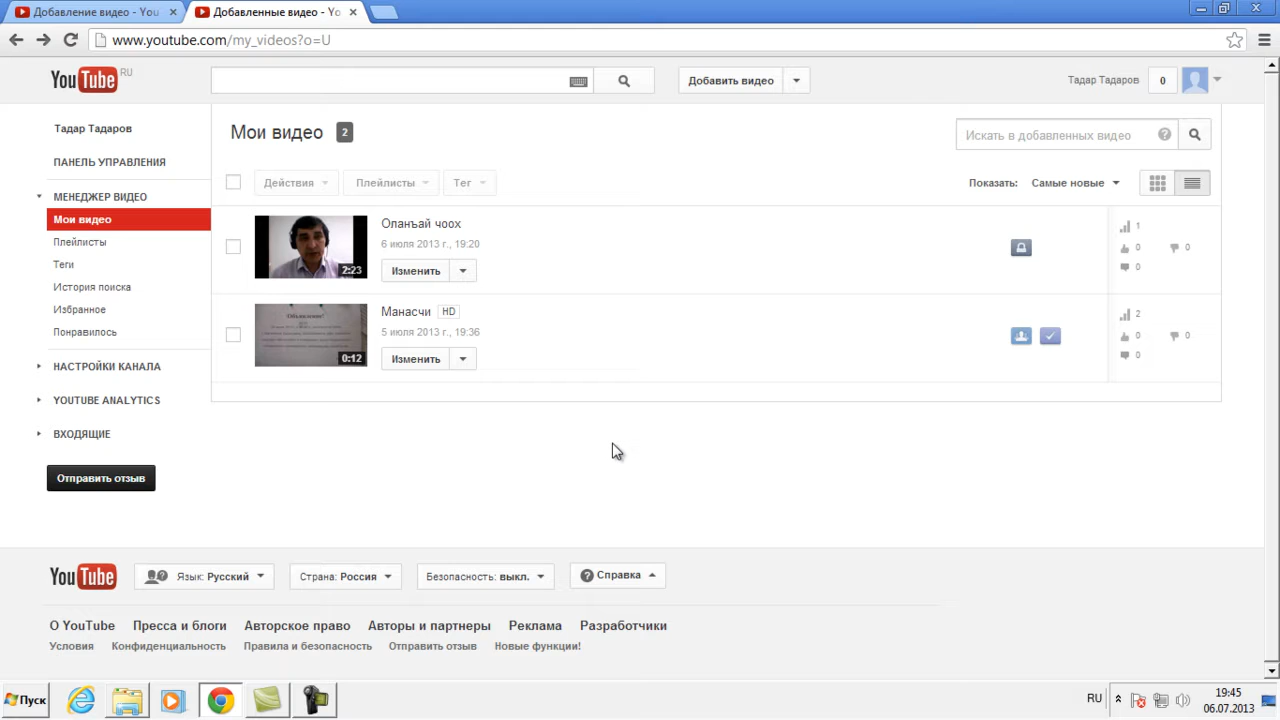 Добавление видео - You
Добавленные видео - Yo
www.youtube.com/my_videos?o=U
YouTube RU
Добавить видео
Тадар Тадаров
0
Тадар Тадаров
ПАНЕЛЬ УПРАВЛЕНИЯ
МЕНЕДЖЕР ВИДЕО
Мои видео
Плейлисты
Теги
История поиска
Избранное
Понравилось
НАСТРОЙКИ КАНАЛА
YOUTUBE ANALYTICS
ВХОДЯЩИЕ
Отправить отзыв
Мои видео 2
Искать в добавленных видео
Действия
Плейлисты
Тег
Показать: Самые новые
2:23
Оланъай чоох
6 июля 2013 г., 19:20
Изменить
1
0 0
0
Объявление!
0:12
Манасчи HD
5 июля 2013 г., 19:36
Изменить
2
0 0
0
YouTube
Язык: Русский
Страна: Россия
Безопасность: выкл.
Справка
О YouTube Пресса и блоги Авторское право Авторы и партнеры Реклама Разработчики
Условия Конфиденциальность Правила и безопасность Отправить отзыв Новые функции!
Пуск
RU
19:45
06.07.2013